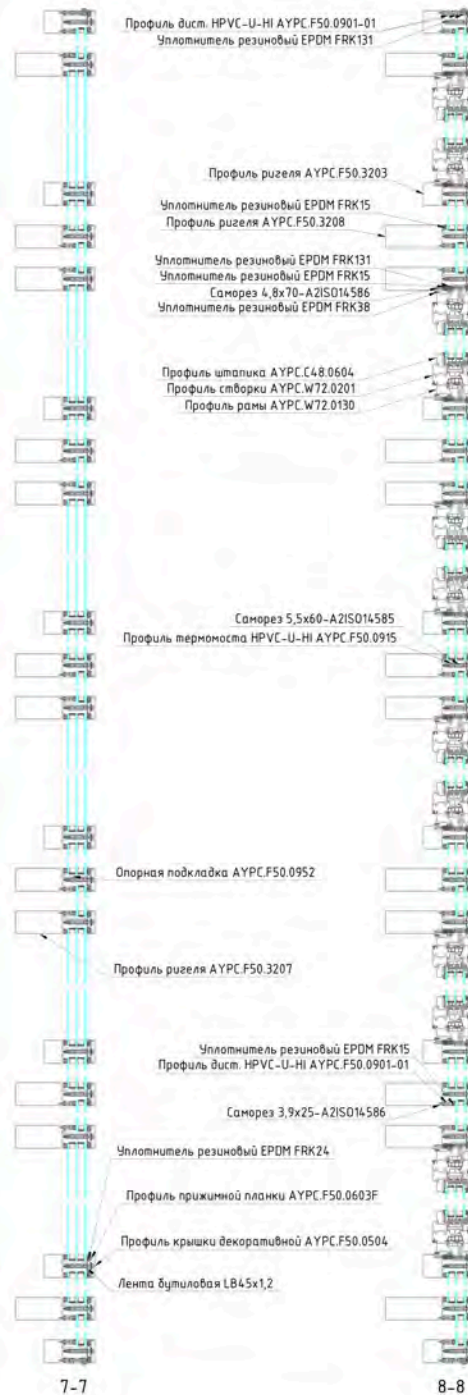 Профиль дист. HPVC-U-HI AYPC.F50.0901-01
Уплотнитель резиновый EPDM FRK131
Профиль ригеля AYPC.F50.3203
Уплотнитель резиновый EPDM FRK15
Профиль ригеля AYPC.F50.3208
Уплотнитель резиновый EPDM FRK131
Уплотнитель резиновый EPDM FRK15
Саморез 4,8x70-A2ISO14586
Уплотнитель резиновый EPDM FRK38
Профиль штапика AYPC.C48.0604
Профиль створки AYPC.W72.0201
Профиль рамы AYPC.W72.0130
Саморез 5,5x60-A2ISO14585
Профиль термомоста HPVC-U-HI AYPC.F50.0915
Опорная подкладка AYPC.F50.0952
Профиль ригеля AYPC.F50.3207
Уплотнитель резиновый EPDM FRK15
Профиль дист. HPVC-U-HI AYPC.F50.0901-01
Саморез 3,9x25-A2ISO14586
Уплотнитель резиновый EPDM FRK24
Профиль прижимной планки AYPC.F50.0603F
Профиль крышки декоративной AYPC.F50.0504
Лента бутиловая LB45x1,2
7-7
8-8